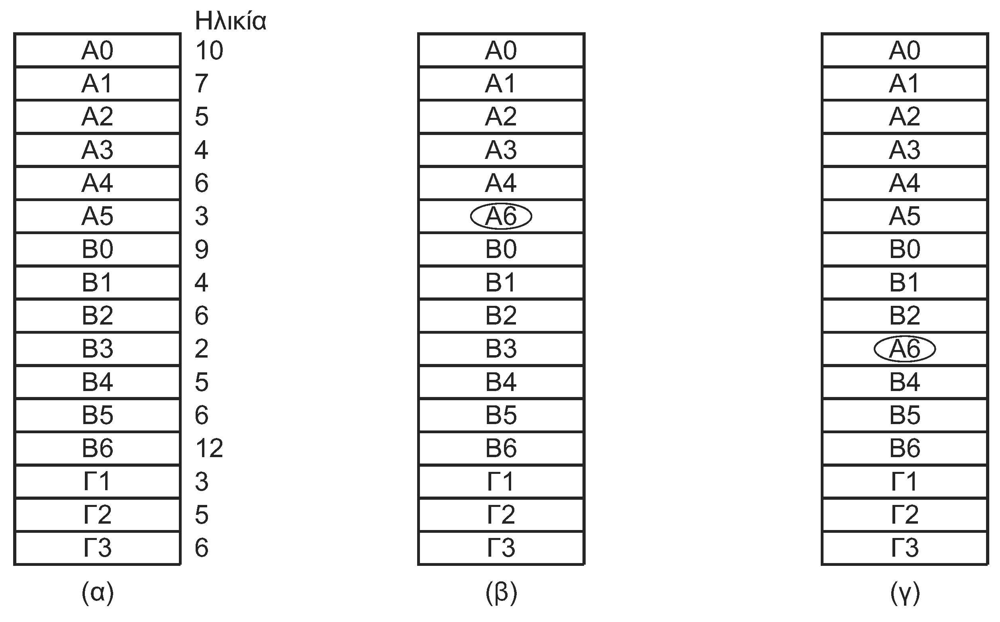 Ηλικία
A0 10 A0 A0
A1 7 A1 A1
A2 5 A2 A2
A3 4 A3 A3
A4 6 A4 A4
A5 3 A6 A5
B0 9 B0 B0
B1 4 B1 B1
B2 6 B2 B2
B3 2 B3 A6
B4 5 B4 B4
B5 6 B5 B5
B6 12 B6 B6
Γ1 3 Γ1 Γ1
Γ2 5 Γ2 Γ2
Γ3 6 Γ3 Γ3
(α) (β) (γ)